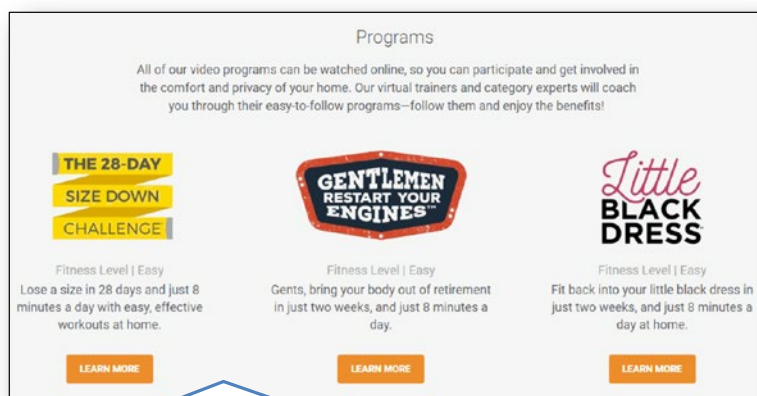 Programs
All of our video programs can be watched online, so you can participate and get involved in
the comfort and privacy of your home. Our virtual trainers and category experts will coach
you through their easy-to-follow programs—follow them and enjoy the benefits!
THE 28-DAY
SIZE DOWN
CHALLENGE
Fitness Level | Easy
Lose a size in 28 days and just 8
minutes a day with easy, effective
workouts at home.
LEARN MORE
GENTLEMEN
RESTART YOUR
ENGINES™
Fitness Level | Easy
Gents, bring your body out of retirement
in just two weeks, and just 8 minutes a
day.
LEARN MORE
Little
BLACK
DRESS™
Fitness Level | Easy
Fit back into your little black dress in
just two weeks, and just 8 minutes a
day at home.
LEARN MORE